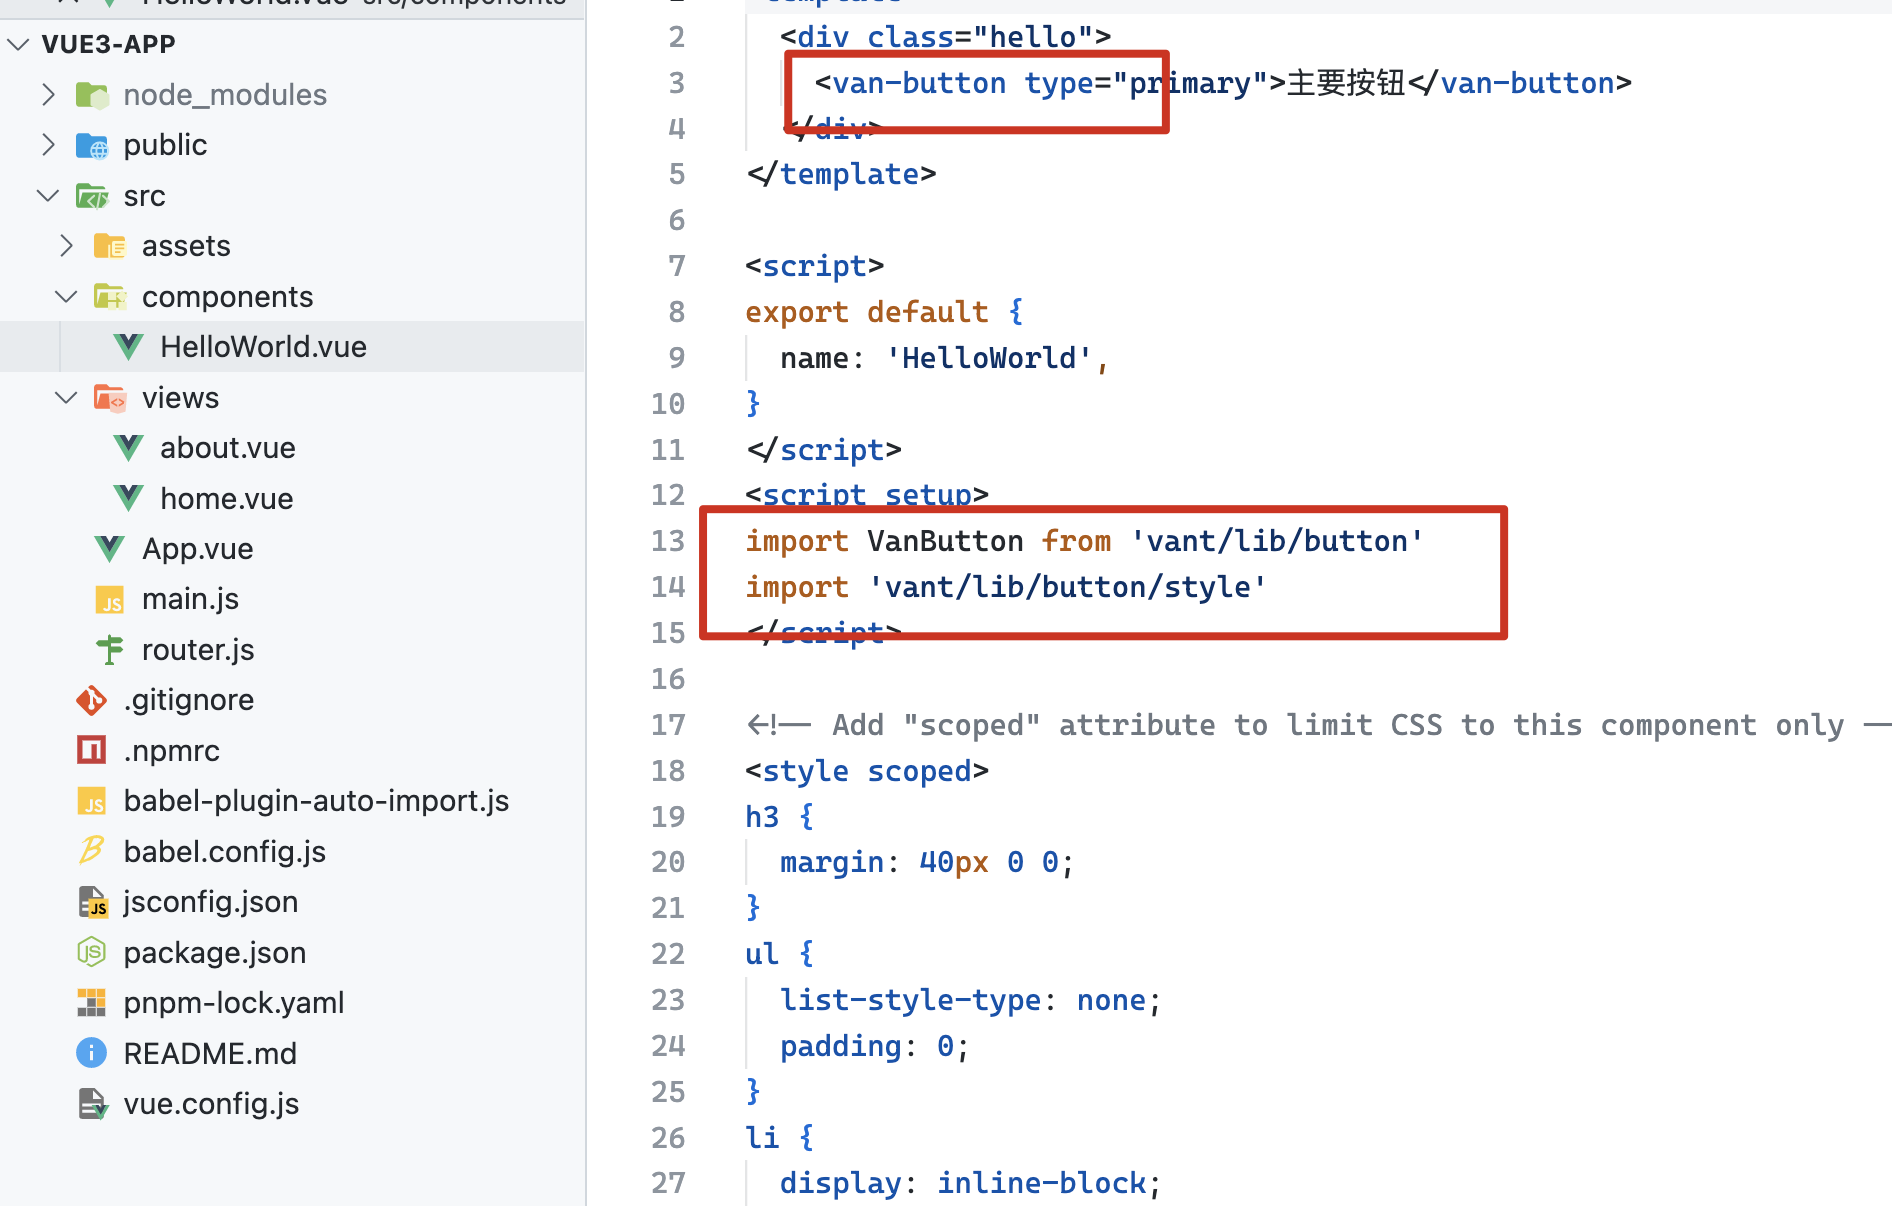 HelloWorld.vue src/components
VUE3-APP
node_modules
public
src
assets
components
HelloWorld.vue
views
about.vue
home.vue
App.vue
main.js
router.js
.gitignore
.npmrc
babel-plugin-auto-import.js
babel.config.js
jsconfig.json
package.json
pnpm-lock.yaml
README.md
vue.config.js
template
2 <div class="hello">
3 <van-button type="primary">主要按钮</van-button>
4 </div>
5 </template>
6
7 <script>
8 export default {
9 name: 'HelloWorld',
10 }
11 </script>
12 <script setup>
13 import VanButton from 'vant/lib/button'
14 import 'vant/lib/button/style'
15 </script>
16
17 <!-- Add "scoped" attribute to limit CSS to this component only —
18 <style scoped>
19 h3 {
20 margin: 40px 0 0;
21 }
22 ul {
23 list-style-type: none;
24 padding: 0;
25 }
26 li {
27 display: inline-block;